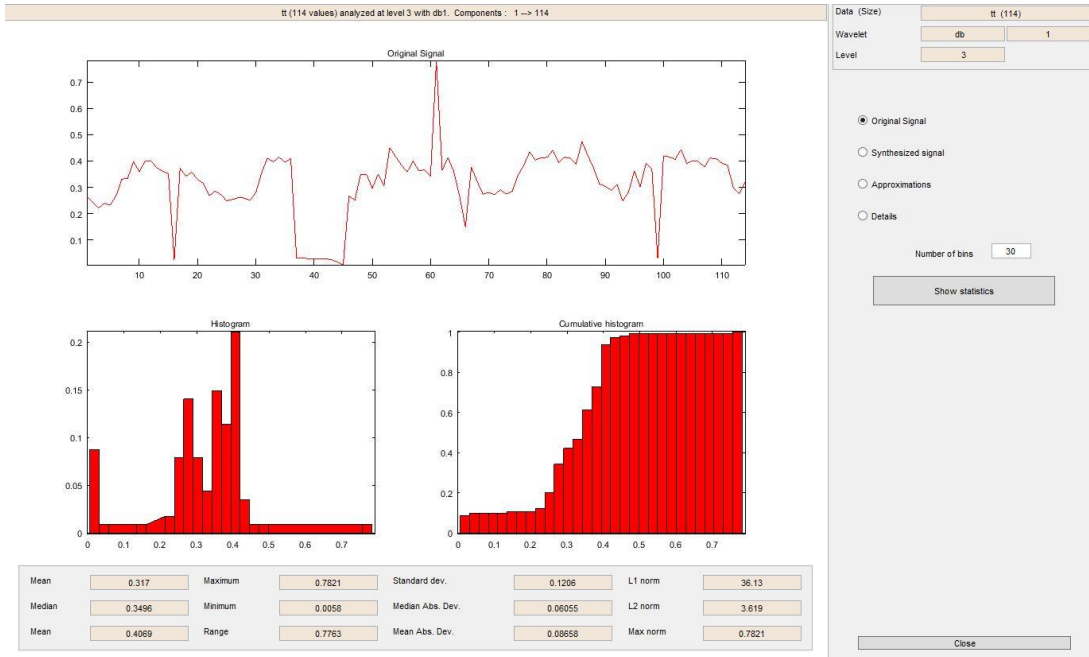 tt (114 values) analyzed at level 3 with db1. Components : 1 --> 114
Data (Size) tt (114)
Wavelet db 1
Level 3
Original Signal
0.7
0.6
0.5
0.4
0.3
0.2
0.1
10 20 30 40 50 60 70 80 90 100 110
Original Signal
Synthesized signal
Approximations
Details
Number of bins 30
Show statistics
Histogram
0.2
0.15
0.1
0.05
0
0 0.1 0.2 0.3 0.4 0.5 0.6 0.7
Cumulative histogram
1
0.8
0.6
0.4
0.2
0
0 0.1 0.2 0.3 0.4 0.5 0.6 0.7
Mean 0.317 Maximum 0.7821 Standard dev. 0.1206 L1 norm 36.13
Median 0.3496 Minimum 0.0058 Median Abs. Dev. 0.06055 L2 norm 3.619
Mean 0.4069 Range 0.7763 Mean Abs. Dev. 0.08658 Max norm 0.7821
Close